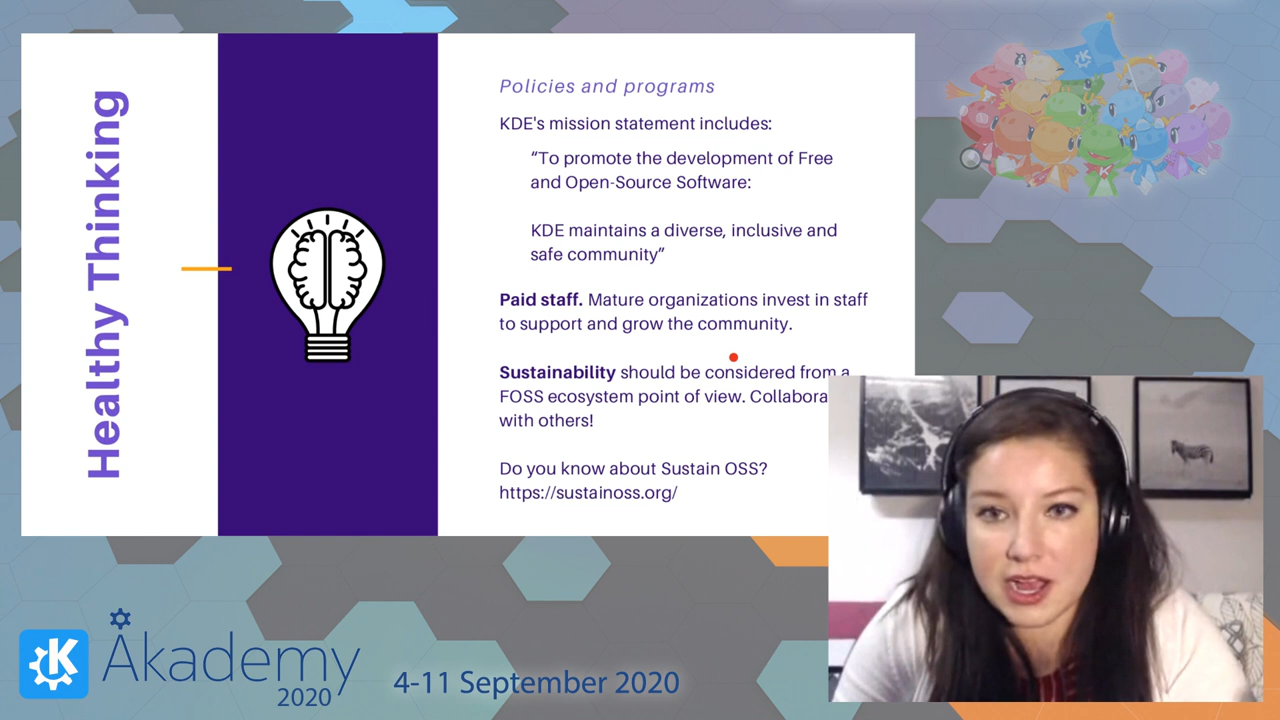 Healthy Thinking
Policies and programs
KDE's mission statement includes:
“To promote the development of Free
and Open-Source Software:
KDE maintains a diverse, inclusive and
safe community”
Paid staff. Mature organizations invest in staff
to support and grow the community.
Sustainability should be considered from a
FOSS ecosystem point of view.
with others!
Do you know about Sustain OSS?
https://sustainoss.org/
K
Akademy
2020
4-11 September 2020